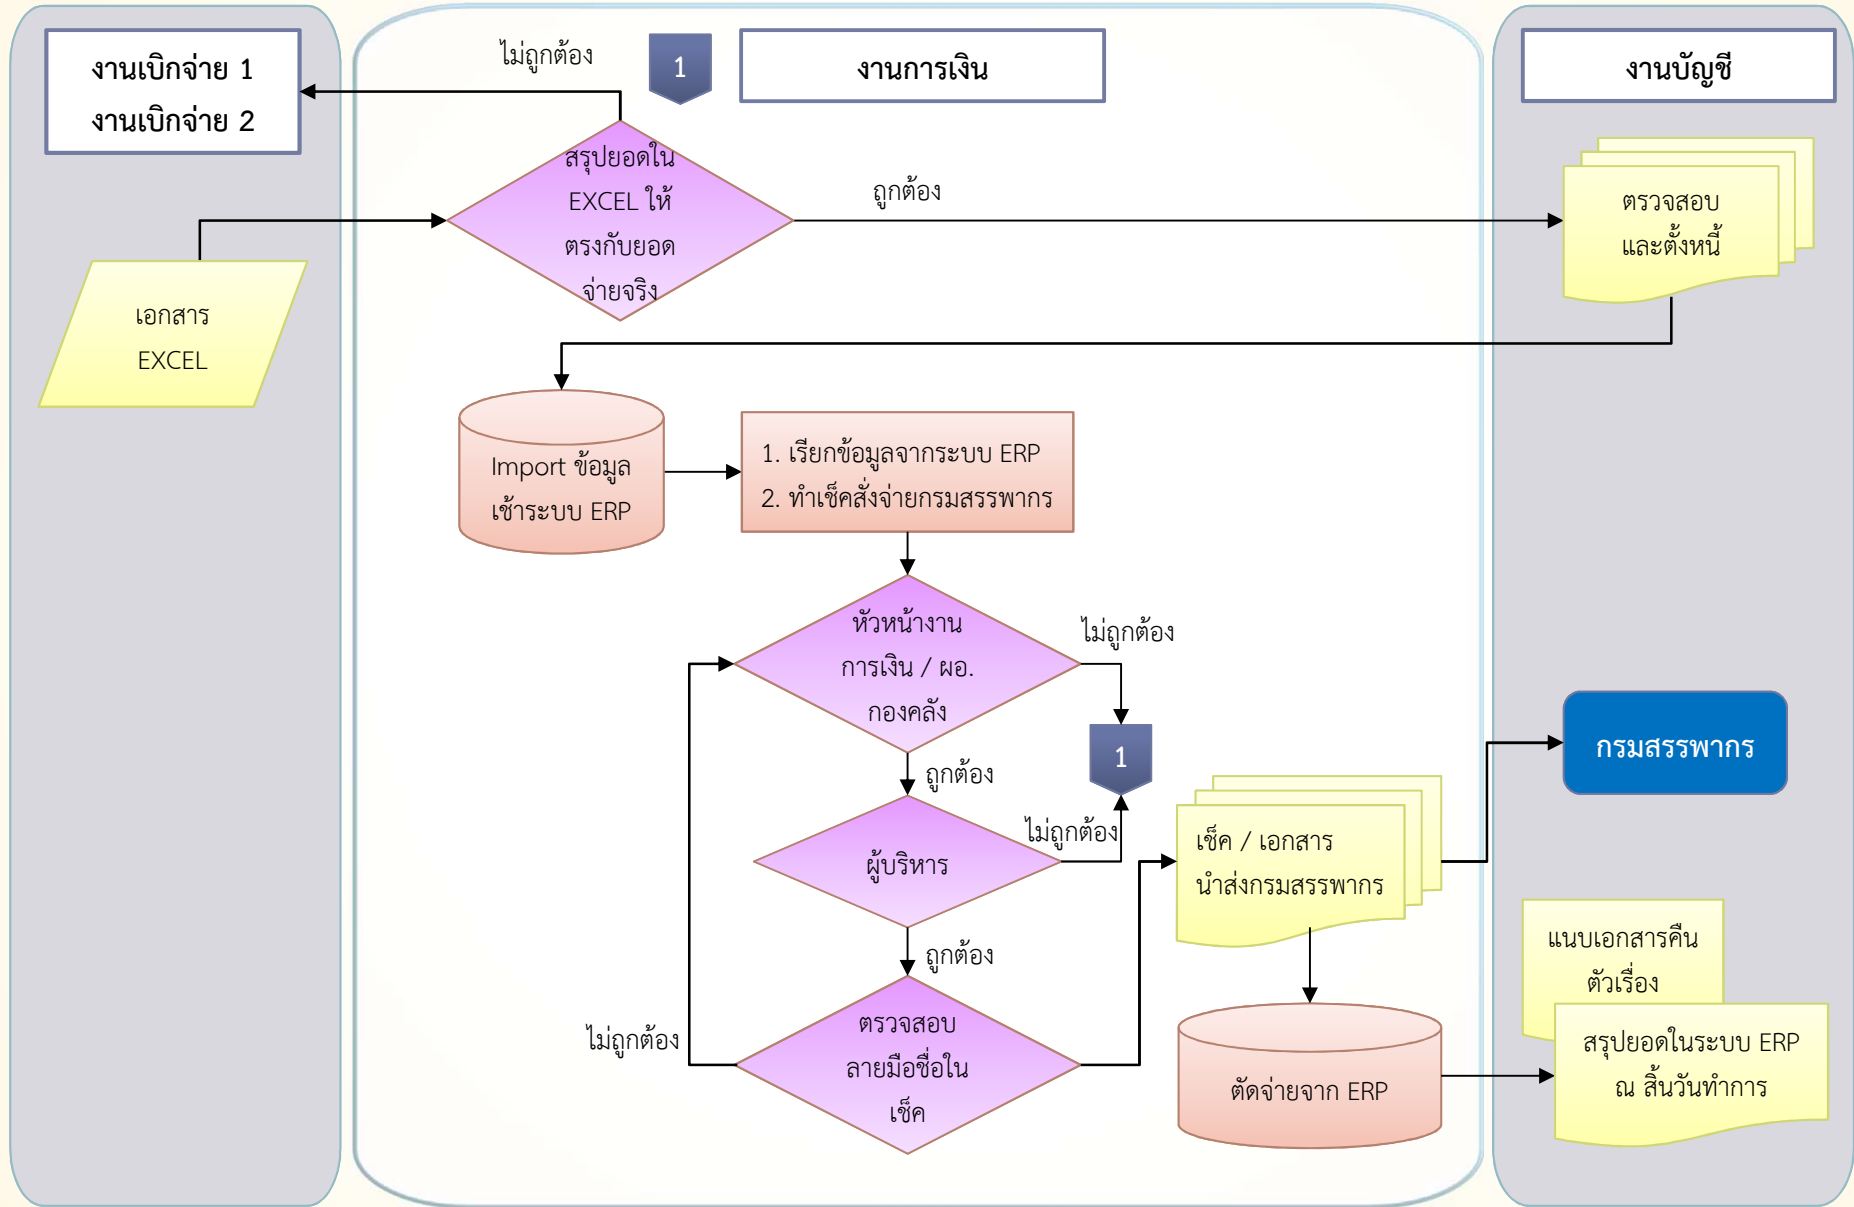 งานเบิกจ่าย 1
งานเบิกจ่าย 2
ไม่ถูกต้อง
1
งานการเงิน
งานบัญชี
สรุปยอดใน
EXCEL ให้
ตรงกับยอด
จ่ายจริง
ถูกต้อง
ตรวจสอบ
และตั้งหนี้
เอกสาร
EXCEL
Import ข้อมูล
เช้าระบบ ERP
1. เรียกข้อมูลจากระบบ ERP
2. ทำเช็คสั่งจ่ายกรมสรรพากร
หัวหน้างาน
การเงิน / ผอ.
กองคลัง
ไม่ถูกต้อง
1
กรมสรรพากร
ถูกต้อง
ผู้บริหาร
ไม่ถูกต้อง
เช็ค / เอกสาร
นำส่งกรมสรรพากร
ถูกต้อง
แนบเอกสารคืน
ตัวเรื่อง
ไม่ถูกต้อง
ตรวจสอบ
ลายมือชื่อใน
เช็ค
ตัดจ่ายจาก ERP
สรุปยอดในระบบ ERP
ณ สิ้นวันทำการ